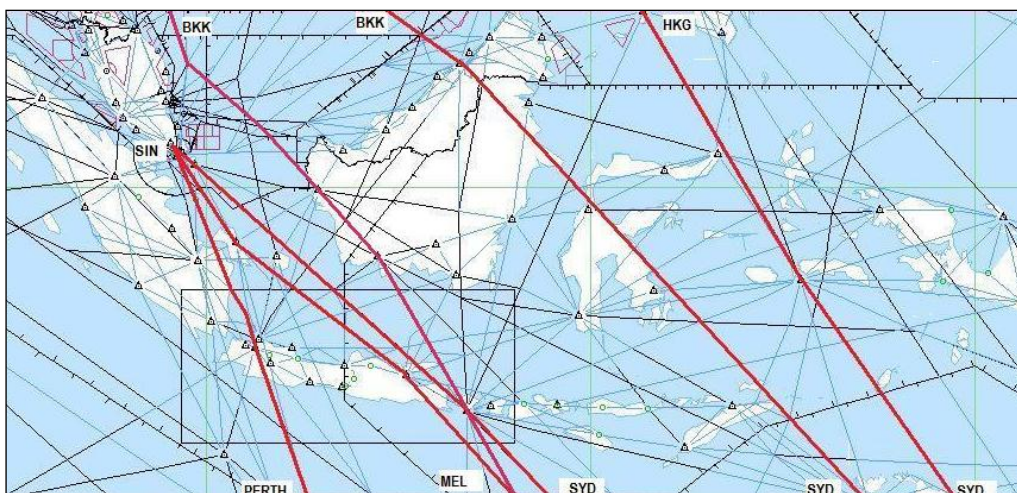 BKK
BKK
HKG
SIN
PERTH
MEL
SYD
SYD
SYD